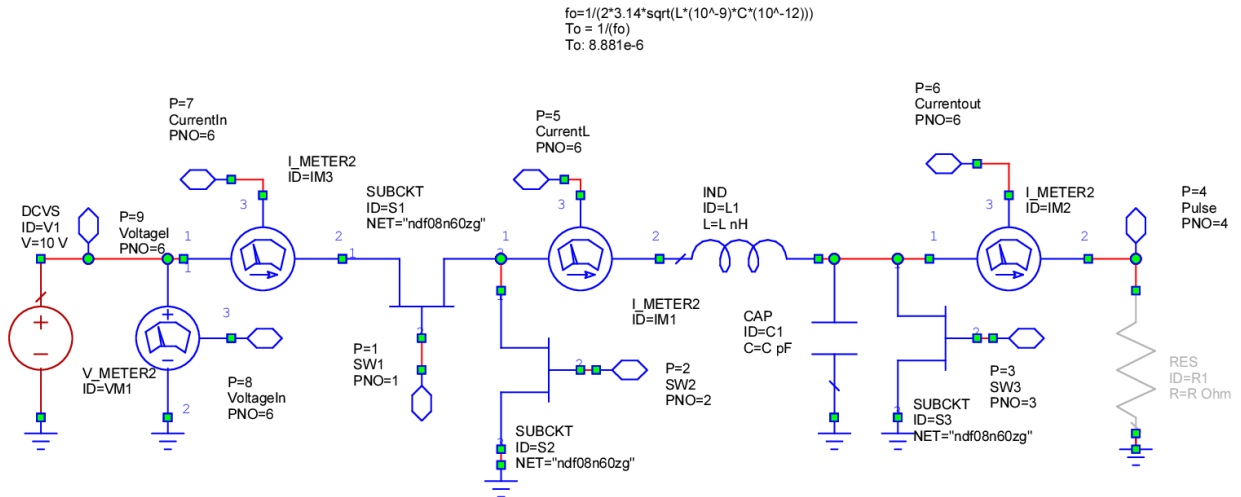 fo=1/(2*3.14*sqrt(L*(10^-9)*C*(10^-12)))
To = 1/(fo)
To: 8.881e-6
P=7
CurrentIn
PNO=6
I_METER2
ID=IM3
3
1
2
SUBCKT
ID=S1
NET="ndf08n60zg"
1
2
3
P=5
CurrentL
PNO=6
3
1
2
I_METER2
ID=IM1
IND
ID=L1
L=L nH
P=6
Currentout
PNO=6
I_METER2
ID=IM2
3
1
2
P=4
Pulse
PNO=4
DCVS
ID=V1
V=10 V
P=9
VoltageI
PNO=6
1
3
2
V_METER2
ID=VM1
P=8
VoltageIn
PNO=6
P=1
SW1
PNO=1
1
2
3
P=2
SW2
PNO=2
SUBCKT
ID=S2
NET="ndf08n60zg"
CAP
ID=C1
C=C pF
1
2
P=3
SW3
PNO=3
SUBCKT
ID=S3
NET="ndf08n60zg"
RES
ID=R1
R=R Ohm